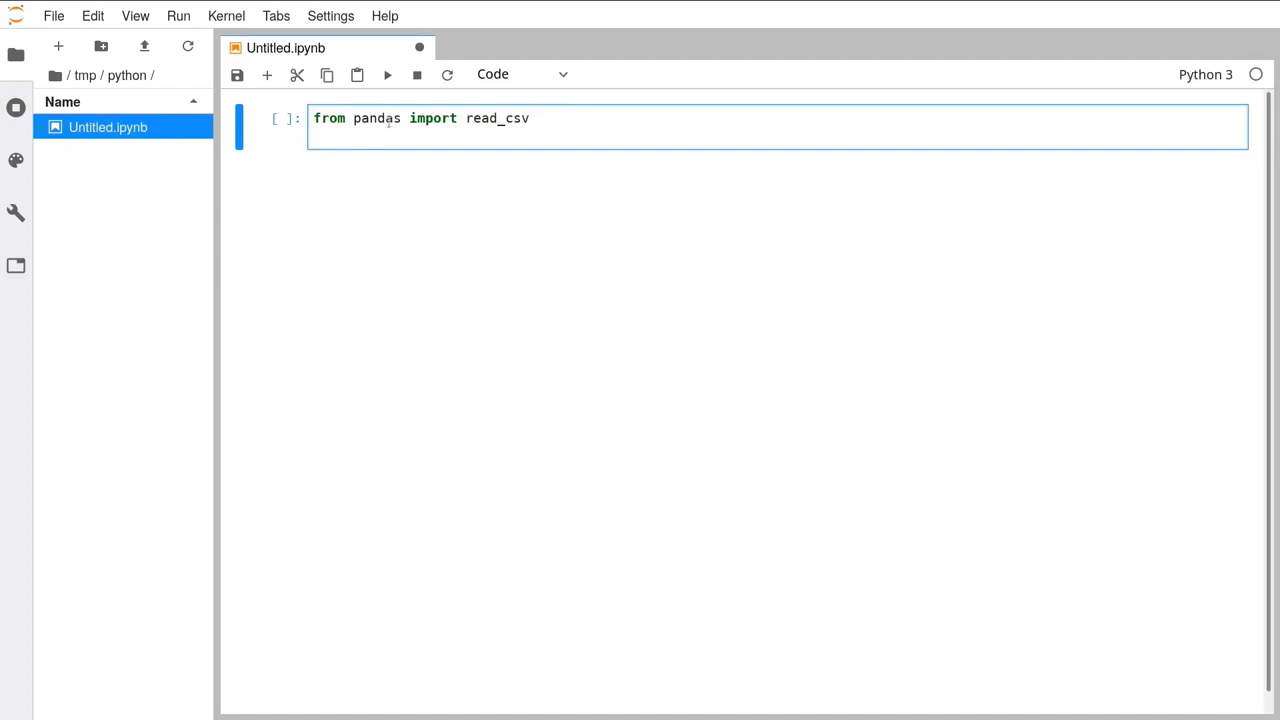 File Edit View Run Kernel Tabs Settings Help
Untitled.ipynb
/ tmp / python /
Code
Python 3
Name
Untitled.ipynb
[ ]: from pandas import read_csv